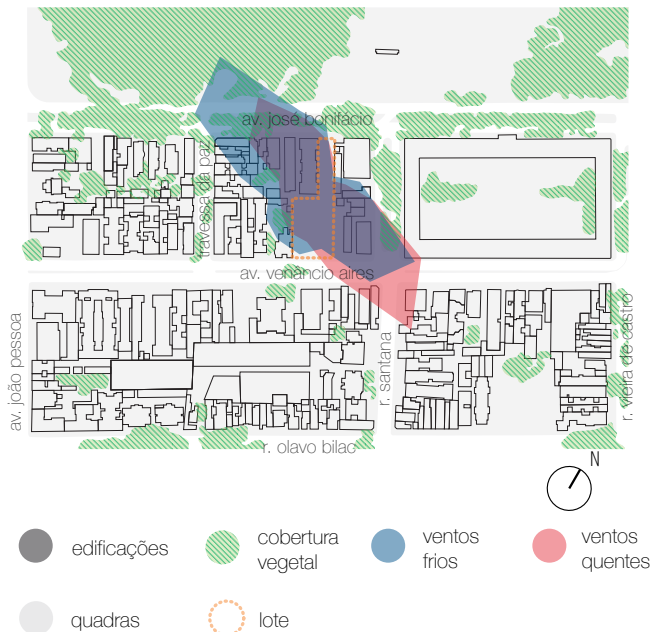 av. josé bonifácio
travessa da paz
av. venâncio aires
av. joão pessoa
r. santana
r. vieira de castro
r. olavo bilac
N
edificações
cobertura
vegetal
ventos
frios
ventos
quentes
quadras
lote